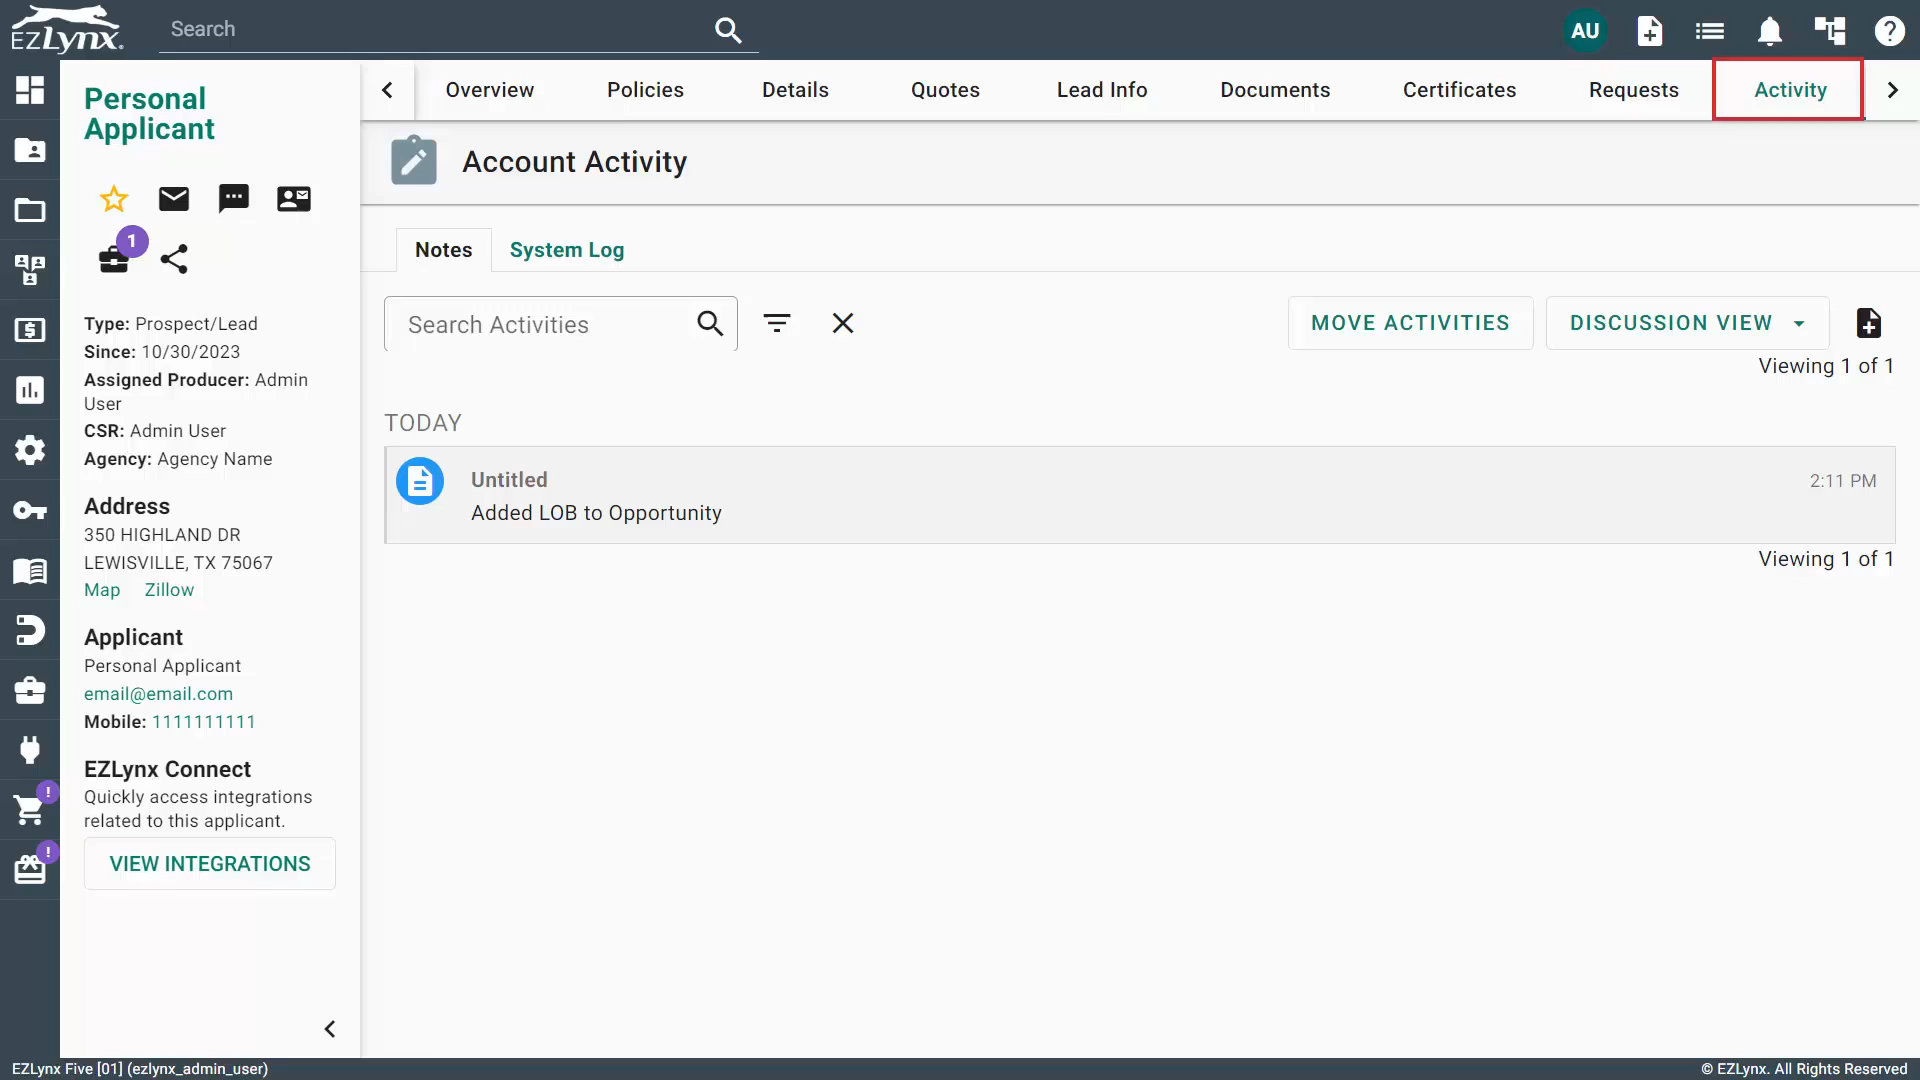 EZLynx.
Search
AU
Personal
Applicant
1
Type: Prospect/Lead
Since: 10/30/2023
Assigned Producer: Admin
User
CSR: Admin User
Agency: Agency Name
Address
350 HIGHLAND DR
LEWISVILLE, TX 75067
Map Zillow
Applicant
Personal Applicant
email@email.com
Mobile: 1111111111
EZLynx Connect
Quickly access integrations
related to this applicant.
VIEW INTEGRATIONS
Overview Policies Details Quotes Lead Info Documents Certificates Requests Activity
Account Activity
Notes System Log
Search Activities
MOVE ACTIVITIES DISCUSSION VIEW
Viewing 1 of 1
TODAY
Untitled 2:11 PM
Added LOB to Opportunity
Viewing 1 of 1
!
!
EZLynx Five [01] (ezlynx_admin_user) © EZLynx. All Rights Reserved